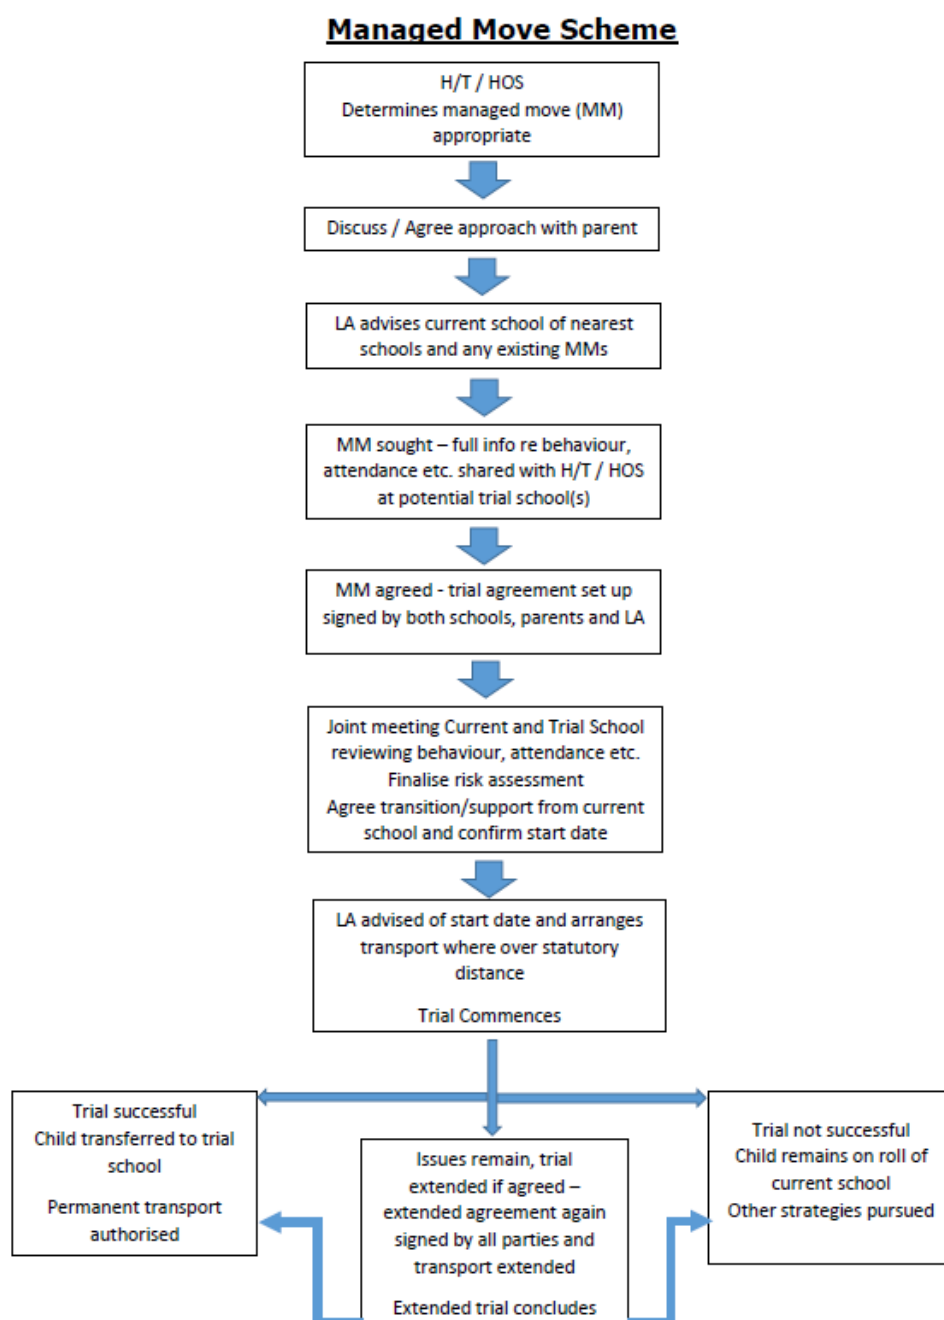 Managed Move Scheme
H/T / HOS
Determines managed move (MM)
appropriate
Discuss / Agree approach with parent
LA advises current school of nearest
schools and any existing MMs
MM sought – full info re behaviour,
attendance etc. shared with H/T / HOS
at potential trial school(s)
MM agreed - trial agreement set up
signed by both schools, parents and LA
Joint meeting Current and Trial School
reviewing behaviour, attendance etc.
Finalise risk assessment
Agree transition/support from current
school and confirm start date
LA advised of start date and arranges
transport where over statutory
distance
Trial Commences
Trial successful
Child transferred to trial
school
Permanent transport
authorised
Issues remain, trial
extended if agreed –
extended agreement again
signed by all parties and
transport extended
Extended trial concludes
Trial not successful
Child remains on roll of
current school
Other strategies pursued